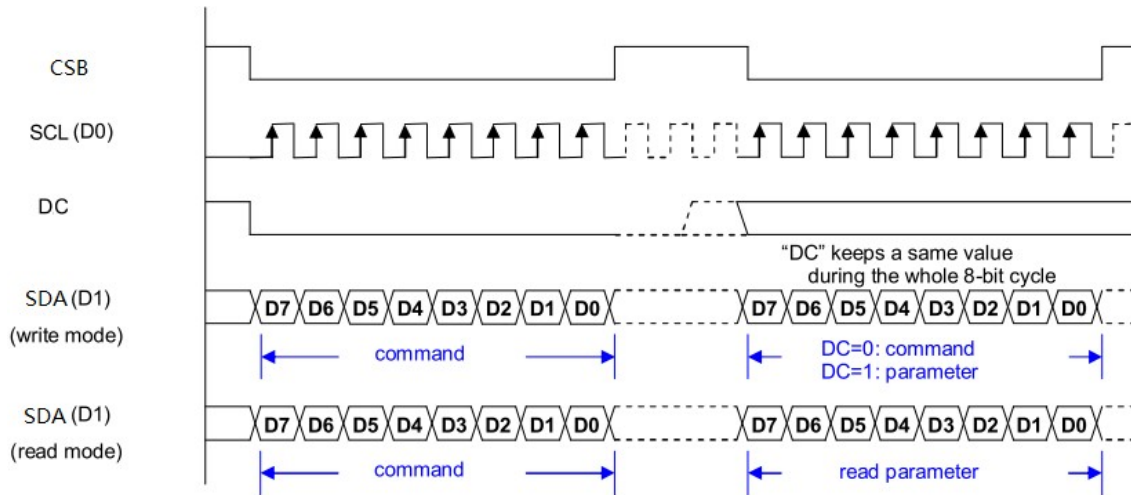 CSB
SCL (D0)
DC
“DC” keeps a same value
during the whole 8-bit cycle
SDA (D1)
(write mode)
D7 D6 D5 D4 D3 D2 D1 D0 D7 D6 D5 D4 D3 D2 D1 D0
command
DC=0: command
DC=1: parameter
SDA (D1)
(read mode)
D7 D6 D5 D4 D3 D2 D1 D0 D7 D6 D5 D4 D3 D2 D1 D0
command read parameter